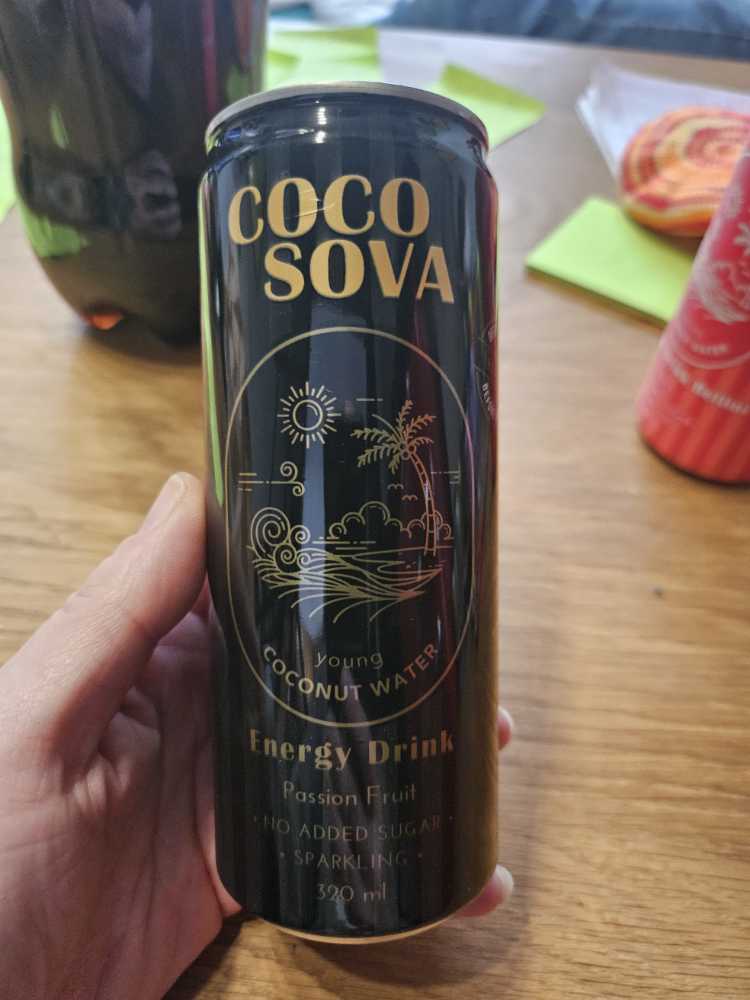 COCO
SOVA
young
COCONUT WATER
Energy Drink
Passion Fruit
• NO ADDED SUGAR •
• SPARKLING •
320 ml